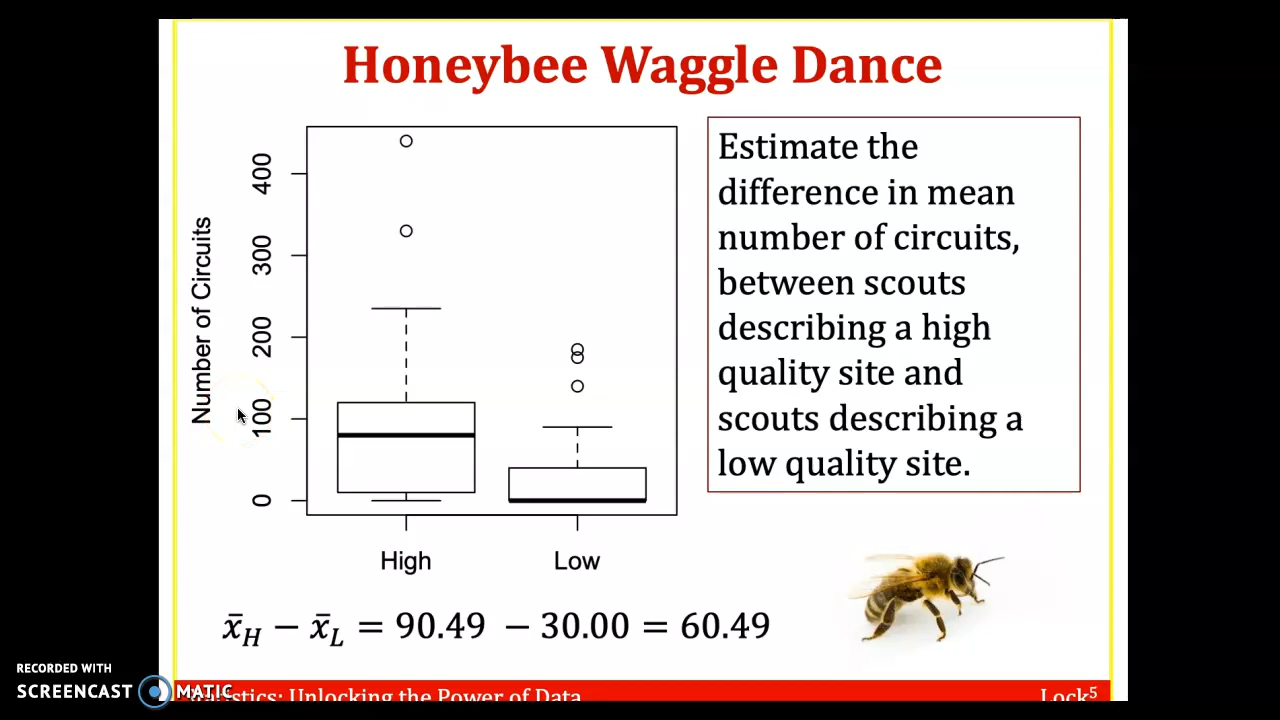 Honeybee Waggle Dance
Number of Circuits
400
300
200
100
0
High
Low
Estimate the
difference in mean
number of circuits,
between scouts
describing a high
quality site and
scouts describing a
low quality site.
x̄_H − x̄_L = 90.49 − 30.00 = 60.49
RECORDED WITH
SCREENCAST MATIC
Statistics: Unlocking the Power of Data
Lock⁵